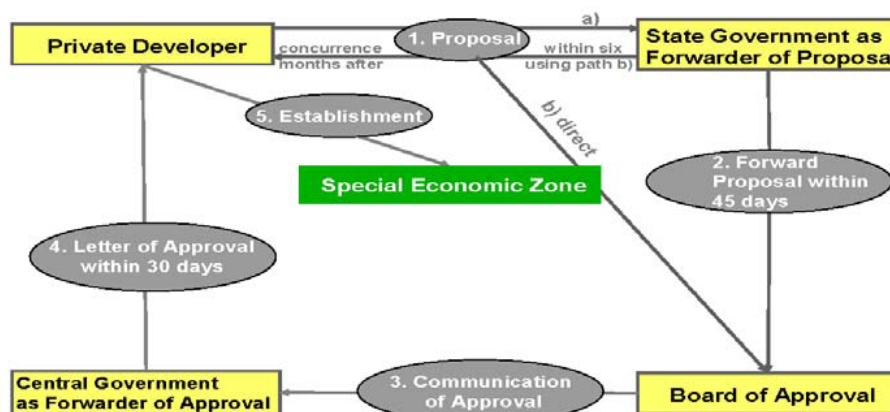 Private Developer
1. Proposal
a)
State Government as
Forwarder of Proposal
concurrence
months after
within six
using path b)
b) direct
5. Establishment
2. Forward
Proposal within
45 days
Special Economic Zone
4. Letter of Approval
within 30 days
Central Government
as Forwarder of Approval
3. Communication
of Approval
Board of Approval